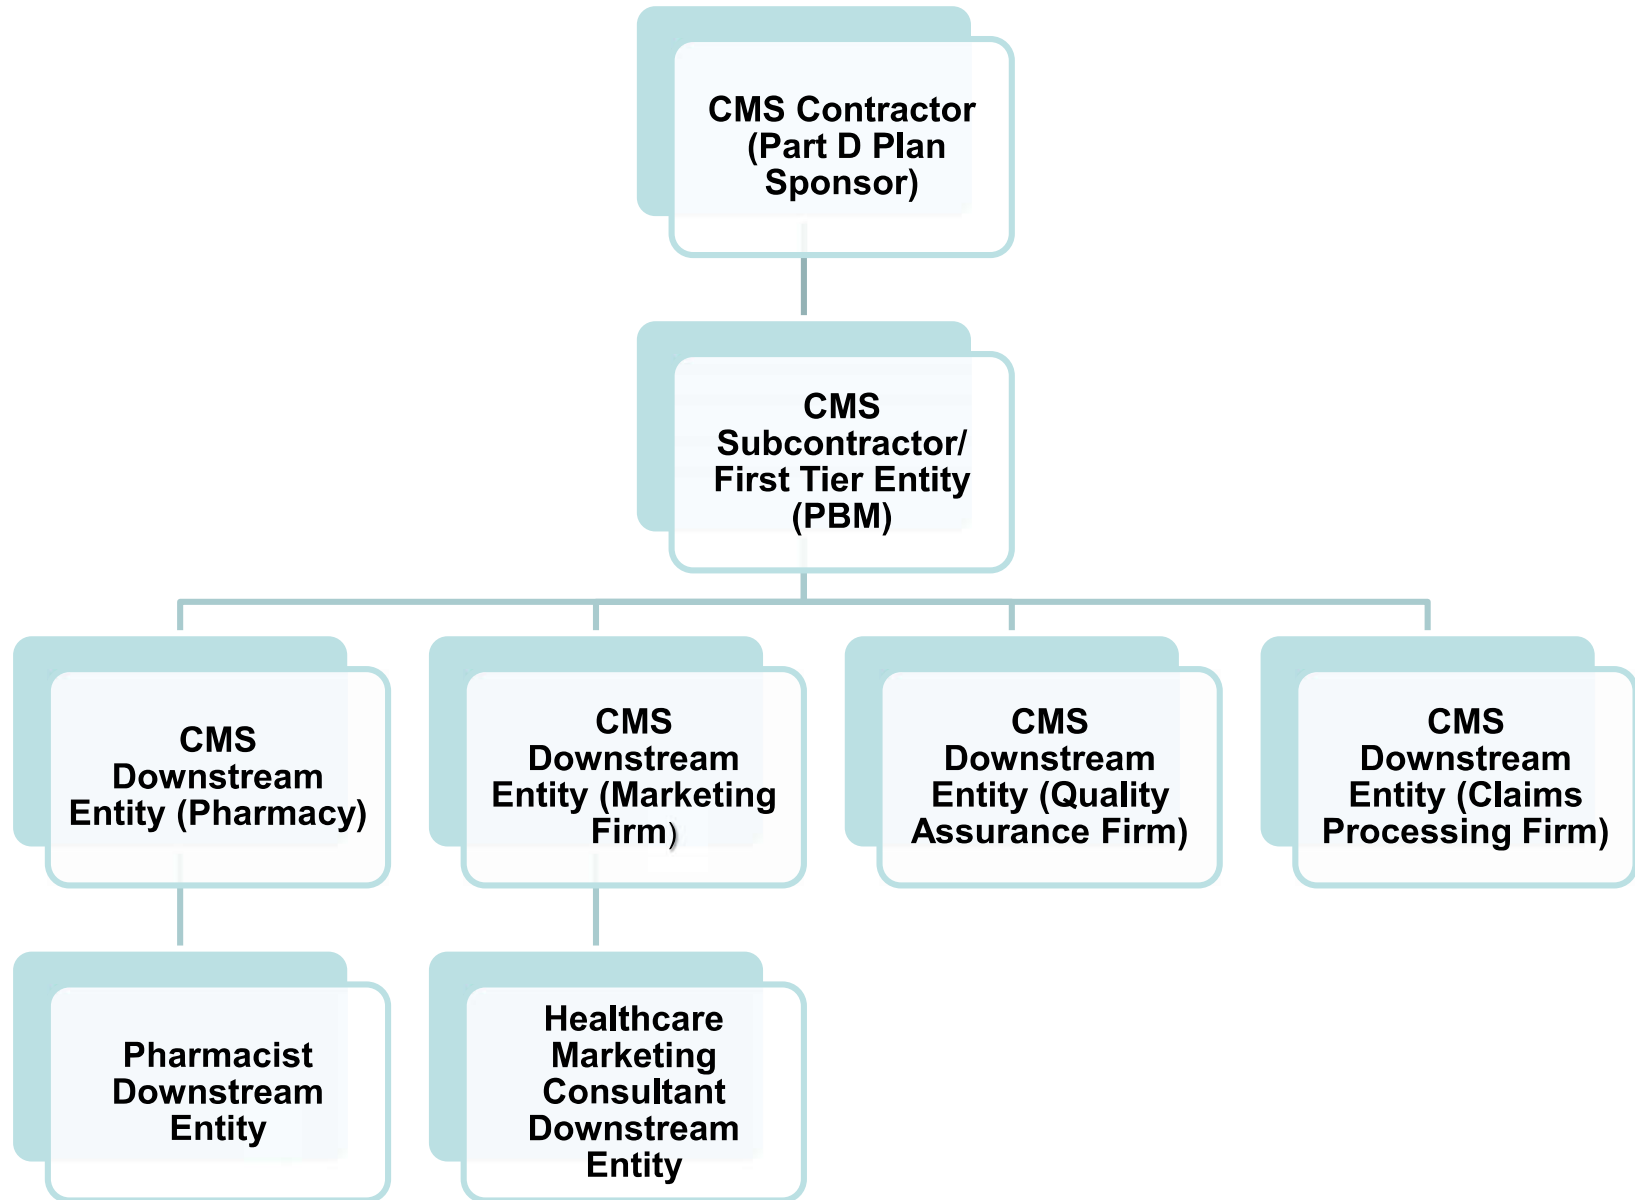 CMS Contractor
(Part D Plan
Sponsor)
CMS
Subcontractor/
First Tier Entity
(PBM)
CMS
Downstream
Entity (Pharmacy)
CMS
Downstream
Entity (Marketing
Firm)
CMS
Downstream
Entity (Quality
Assurance Firm)
CMS
Downstream
Entity (Claims
Processing Firm)
Pharmacist
Downstream
Entity
Healthcare
Marketing
Consultant
Downstream
Entity